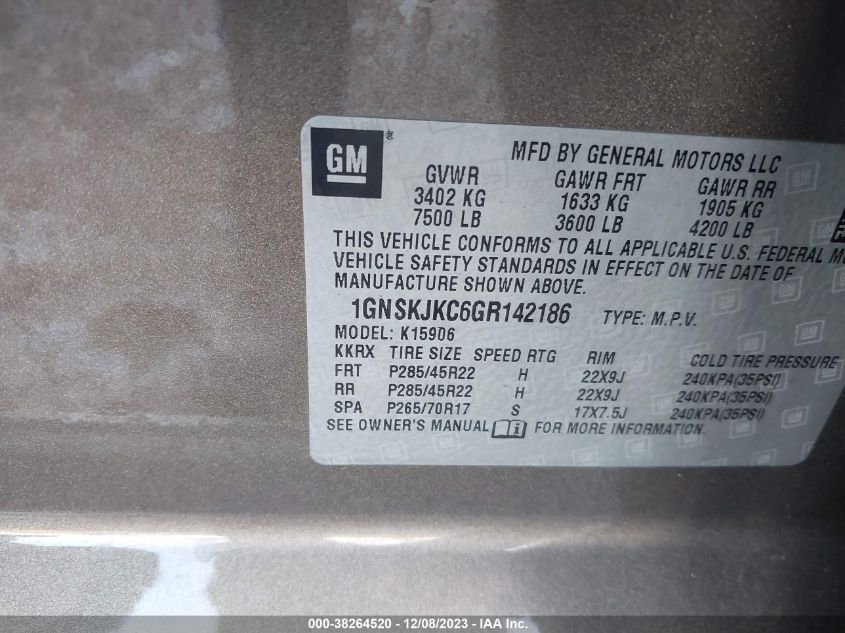 GM ®
MFD BY GENERAL MOTORS LLC
GVWR GAWR FRT GAWR RR
3402 KG 1633 KG 1905 KG
7500 LB 3600 LB 4200 LB
THIS VEHICLE CONFORMS TO ALL APPLICABLE U.S. FEDERAL M
VEHICLE SAFETY STANDARDS IN EFFECT ON THE DATE OF
MANUFACTURE SHOWN ABOVE.
1GNSKJKC6GR142186 TYPE: M.P.V.
MODEL: K15906
KKRX TIRE SIZE SPEED RTG RIM COLD TIRE PRESSURE
FRT P285/45R22 H 22X9J 240KPA(35PSI)
RR P285/45R22 H 22X9J 240KPA(35PSI)
SPA P265/70R17 S 17X7.5J 240KPA(35PSI)
SEE OWNER'S MANUAL FOR MORE INFORMATION.
000-38264520 - 12/08/2023 - IAA Inc.